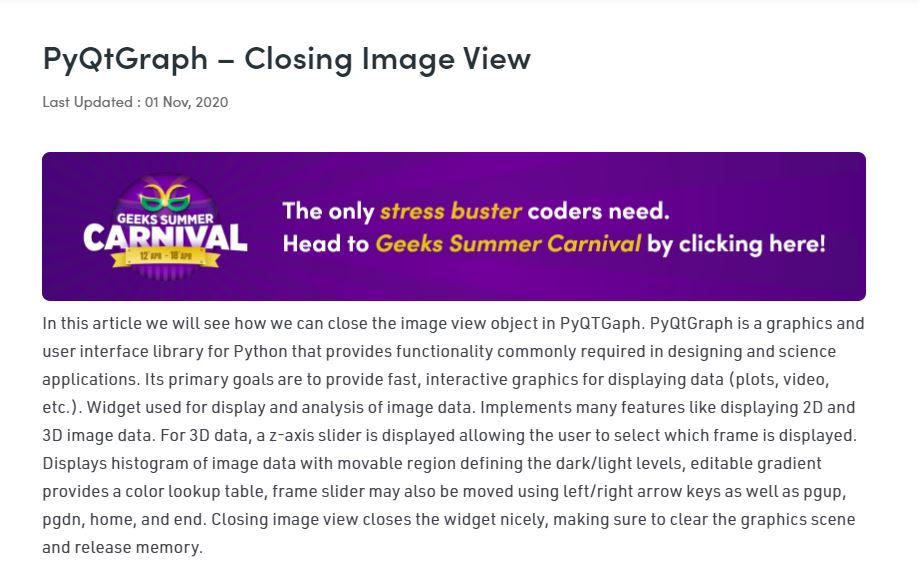 PyQtGraph – Closing Image View
Last Updated : 01 Nov, 2020
GEEKS SUMMER
CARNIVAL
12 APR - 18 APR
The only stress buster coders need.
Head to Geeks Summer Carnival by clicking here!
In this article we will see how we can close the image view object in PyQTGaph. PyQtGraph is a graphics and
user interface library for Python that provides functionality commonly required in designing and science
applications. Its primary goals are to provide fast, interactive graphics for displaying data (plots, video,
etc.). Widget used for display and analysis of image data. Implements many features like displaying 2D and
3D image data. For 3D data, a z-axis slider is displayed allowing the user to select which frame is displayed.
Displays histogram of image data with movable region defining the dark/light levels, editable gradient
provides a color lookup table, frame slider may also be moved using left/right arrow keys as well as pgup,
pgdn, home, and end. Closing image view closes the widget nicely, making sure to clear the graphics scene
and release memory.